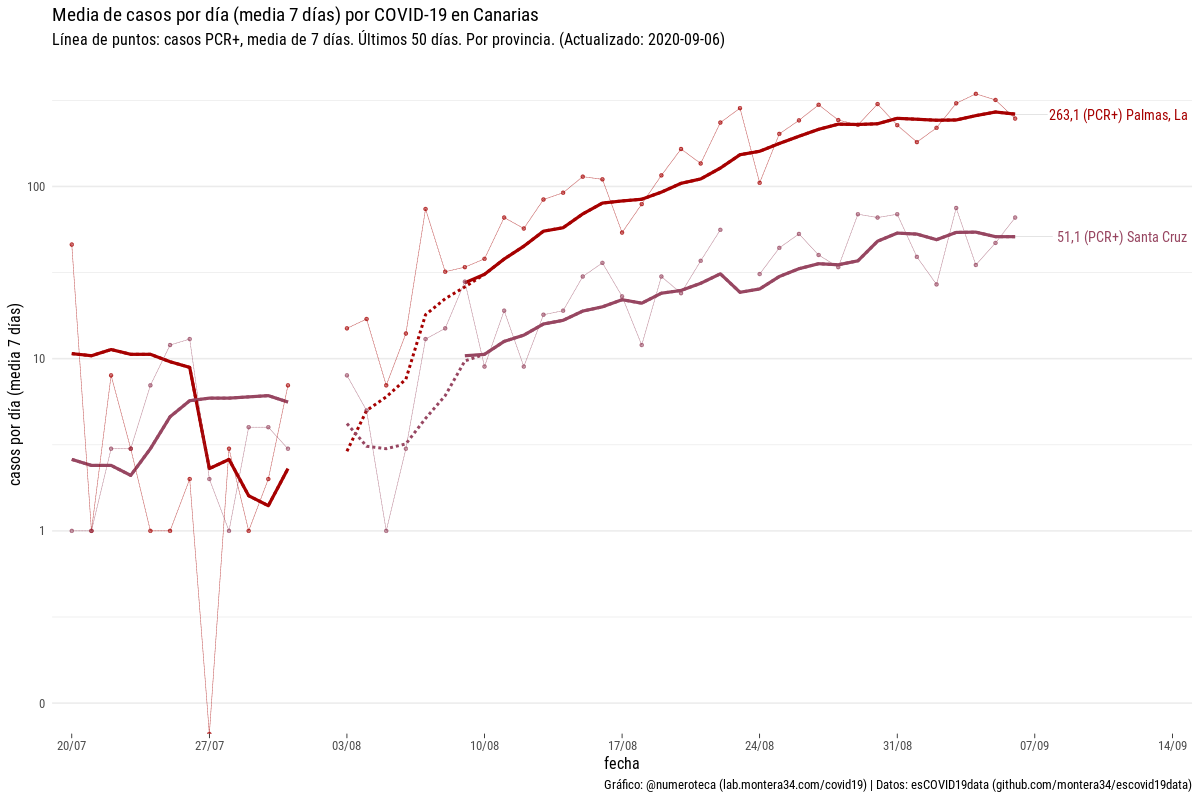 Media de casos por día (media 7 días) por COVID-19 en Canarias
Línea de puntos: casos PCR+, media de 7 días. Últimos 50 días. Por provincia. (Actualizado: 2020-09-06)
casos por día (media 7 días)
100
10
1
0
263,1 (PCR+) Palmas, La
51,1 (PCR+) Santa Cruz
20/07
27/07
03/08
10/08
17/08
24/08
31/08
07/09
14/09
fecha
Gráfico: @numeroteca (lab.montera34.com/covid19) | Datos: esCOVID19data (github.com/montera34/escovid19data)